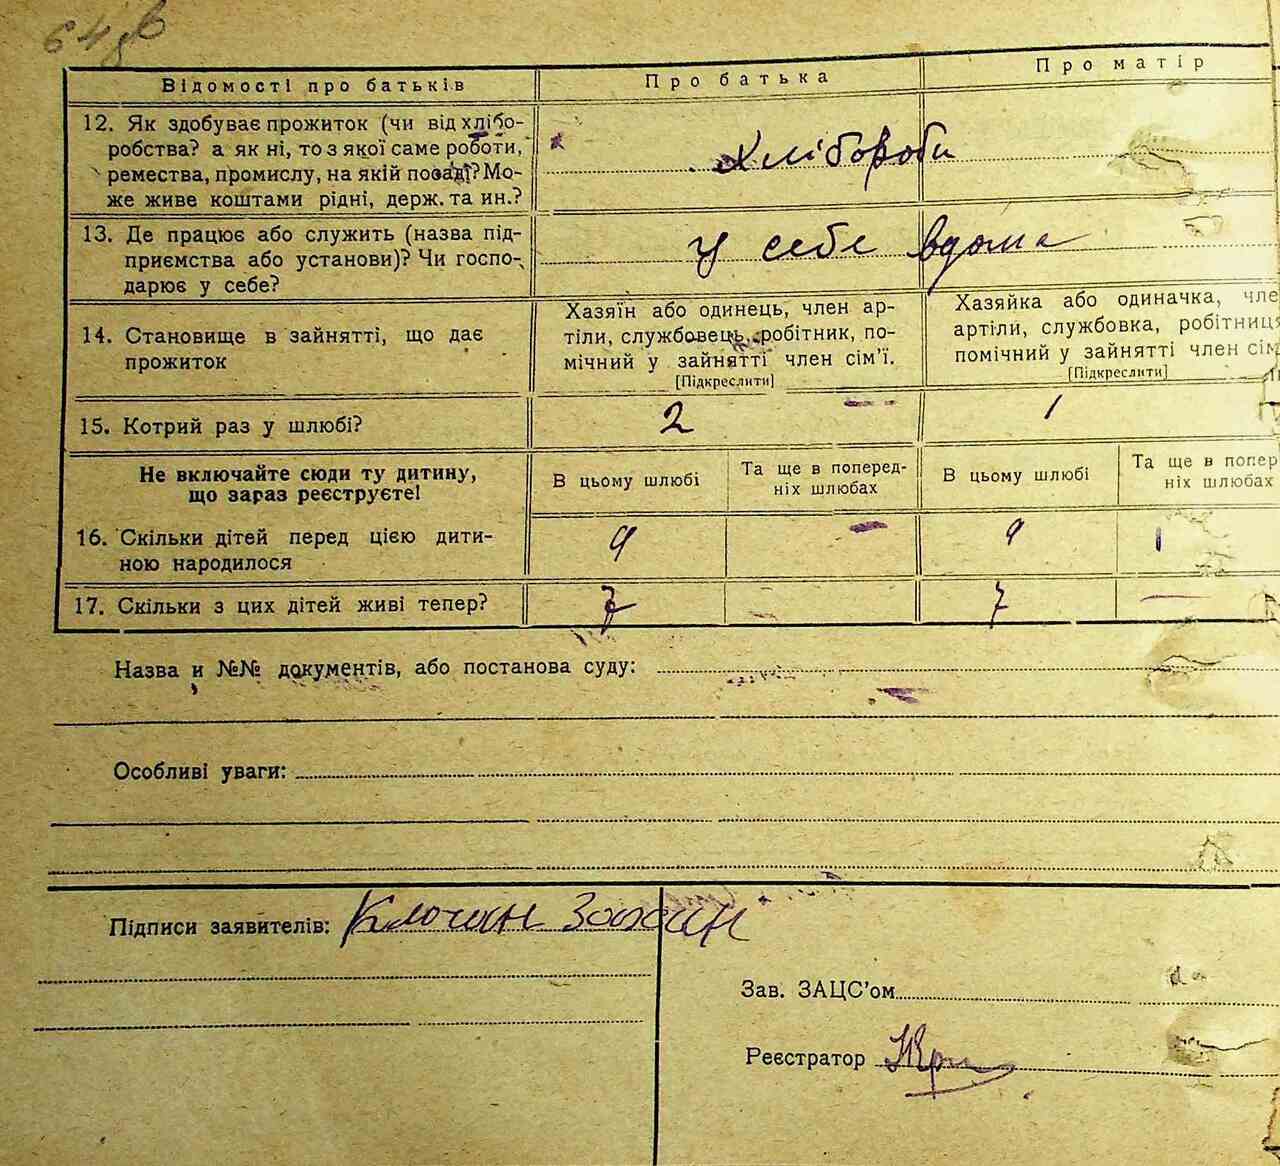 64
Відомості про батьків Про батька Про матір
12. Як здобуває прожиток (чи від хлібо-
робства? а як ні, то з якої саме роботи,
ремества, промислу, на якій посаді? Мо-
же живе коштами рідні, держ. та ин.?
Хлібороби
13. Де працює або служить (назва під-
приємства або установи)? Чи госпо-
дарює у себе?
у себе вдома
14. Становище в зайнятті, що дає
прожиток
Хазяїн або одинець, член ар-
тіли, службовець, робітник, по-
мічний у зайнятті член сім'ї.
[Підкреслити]
Хазяйка або одиначка, чле
артіли, службовка, робітниця
помічний у зайнятті член сім
[Підкреслити]
15. Котрий раз у шлюбі? 2 — 1
Не включайте сюди ту дитину,
що зараз реєструєте!
В цьому шлюбі
Та ще в поперед-
ніх шлюбах
В цьому шлюбі
Та ще в попер
ніх шлюбах
16. Скільки дітей перед цією дити-
ною народилося
9 — 9 1
17. Скільки з цих дітей живі тепер? 7 7 —
Назва и №№ документів, або постанова суду:
Особливі уваги:
Підписи заявителів: Клочан
Зав. ЗАЦС'ом
Реєстратор